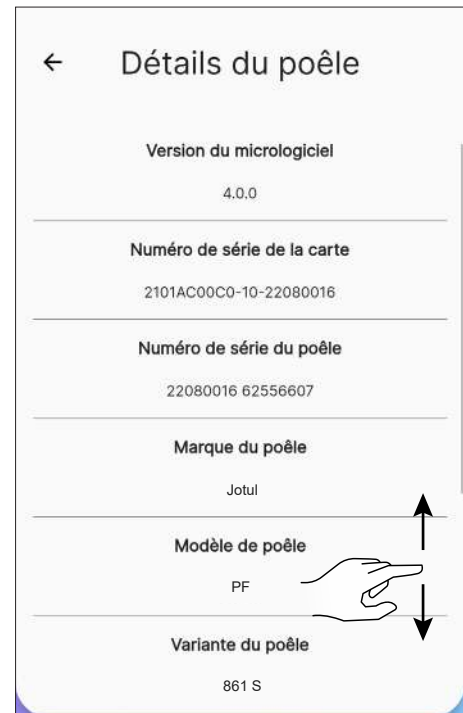 Détails du poêle
Version du micrologiciel
4.0.0
Numéro de série de la carte
2101AC00C0-10-22080016
Numéro de série du poêle
22080016 62556607
Marque du poêle
Jotul
Modèle de poêle
PF
Variante du poêle
861 S